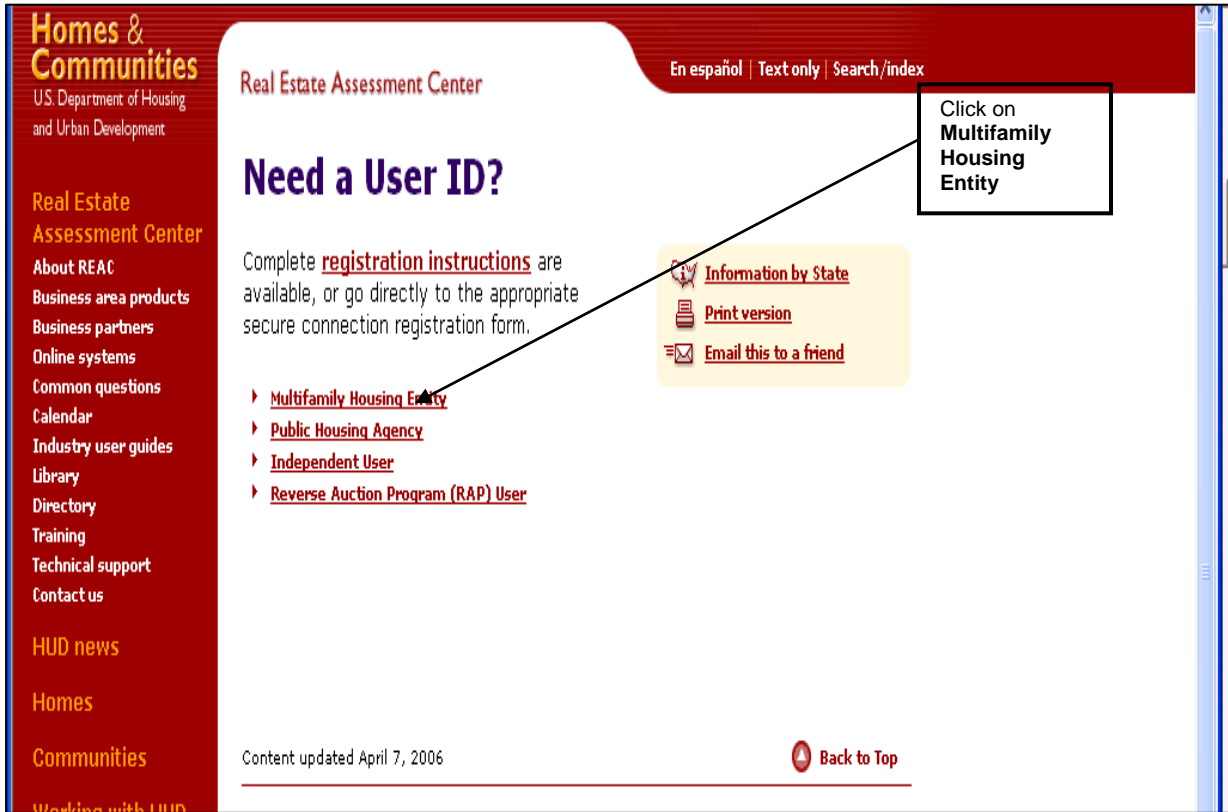 Homes &
Communities
U.S. Department of Housing
and Urban Development
Real Estate
Assessment Center
About REAC
Business area products
Business partners
Online systems
Common questions
Calendar
Industry user guides
Library
Directory
Training
Technical support
Contact us
HUD news
Homes
Communities
Working with HUD
Real Estate Assessment Center
En español | Text only | Search/index
Click on
Multifamily
Housing
Entity
Need a User ID?
Complete registration instructions are
available, or go directly to the appropriate
secure connection registration form.
Multifamily Housing Entity
Public Housing Agency
Independent User
Reverse Auction Program (RAP) User
Information by State
Print version
Email this to a friend
Content updated April 7, 2006
Back to Top